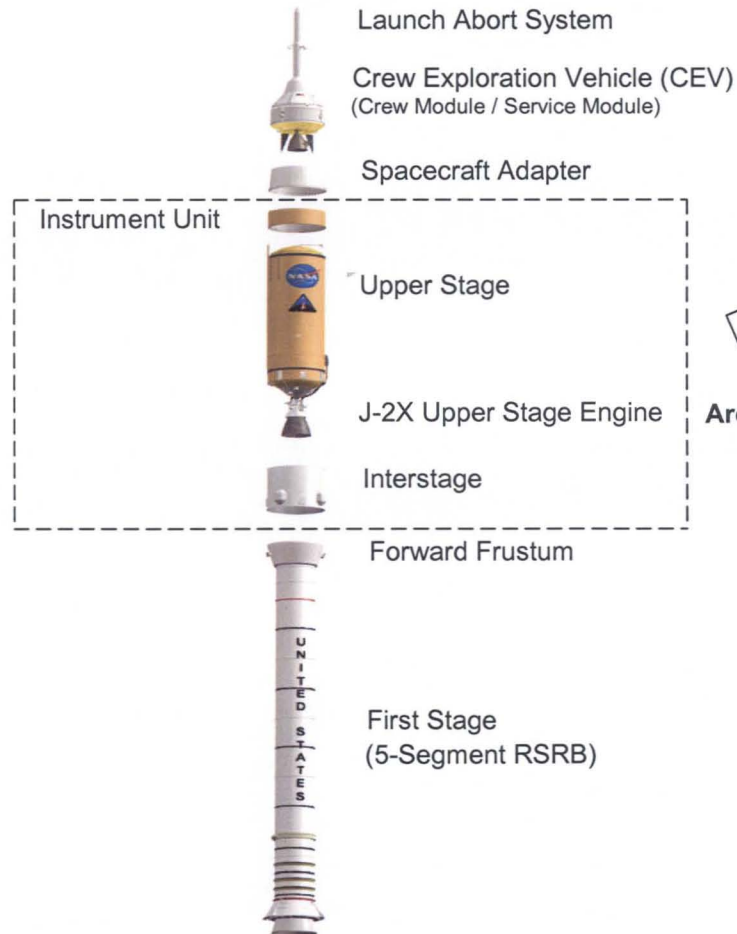 Launch Abort System
Crew Exploration Vehicle (CEV)
(Crew Module / Service Module)
Spacecraft Adapter
Instrument Unit
NASA
Upper Stage
J-2X Upper Stage Engine
Interstage
Forward Frustum
UNITED STATES
First Stage
(5-Segment RSRB)